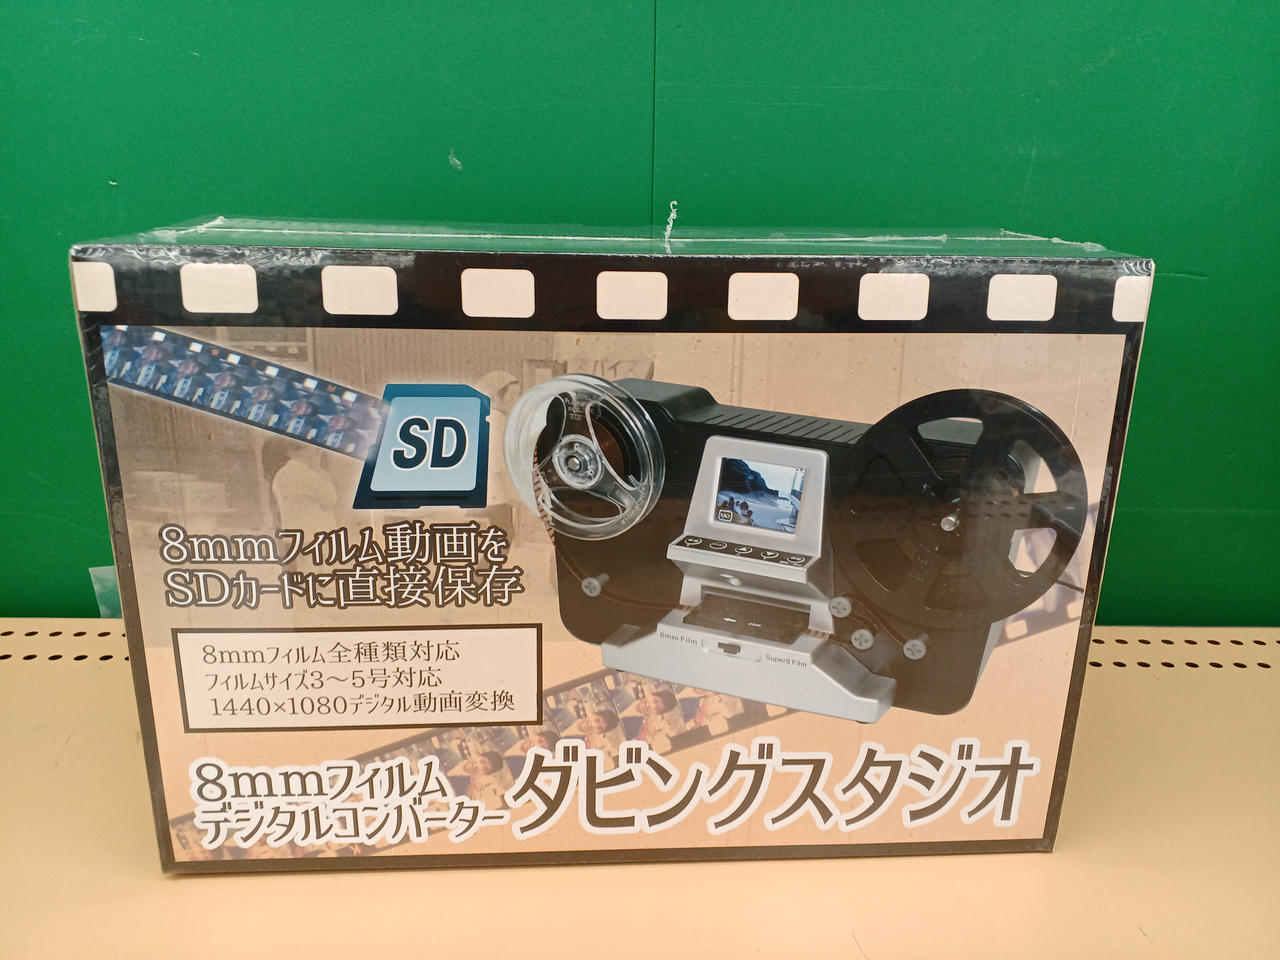 SD
8mmフィルム動画を
SDカードに直接保存
8mmフィルム全種類対応
フィルムサイズ3～5号対応
1440×1080デジタル動画変換
8mm Film
Super8 Film
8mmフィルム
デジタルコンバーター
ダビングスタジオ